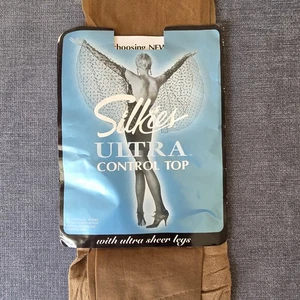 hoosing NEW
Silkies
ULTRA
CONTROL TOP
with ultra sheer legs